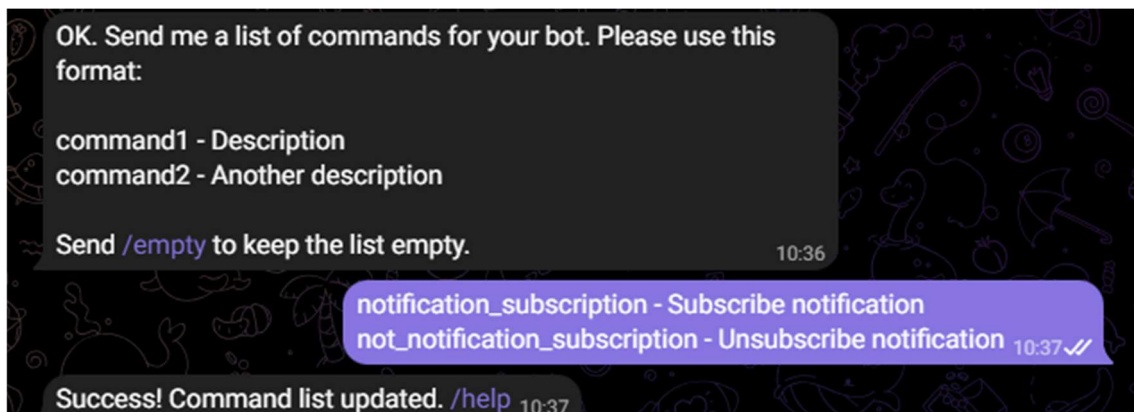 OK. Send me a list of commands for your bot. Please use this
format:
command1 - Description
command2 - Another description
Send /empty to keep the list empty.
10:36
notification_subscription - Subscribe notification
not_notification_subscription - Unsubscribe notification 10:37
Success! Command list updated. /help 10:37